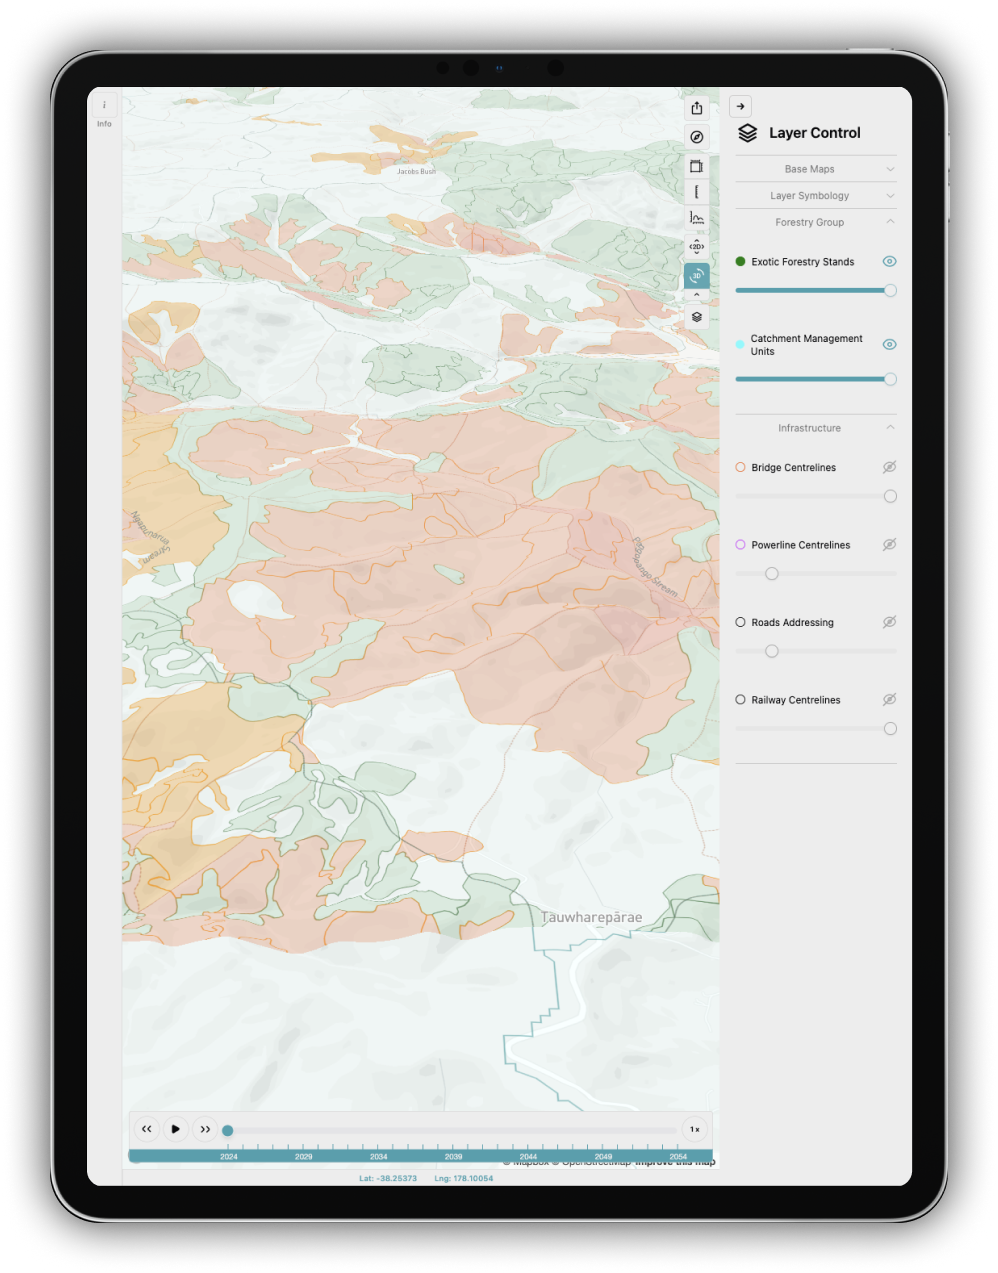 i
Info
Jacobs Bush
2D
3D
Tauwhareparae
Layer Control
Base Maps
Layer Symbology
Forestry Group
Exotic Forestry Stands
Catchment Management
Units
Infrastructure
Bridge Centrelines
Powerline Centrelines
Roads Addressing
Railway Centrelines
1x
2024 2029 2034 2039 2044 2049 2054
© Mapbox © OpenStreetMap Improve this map
Lat: -38.25373 Lng: 178.10054